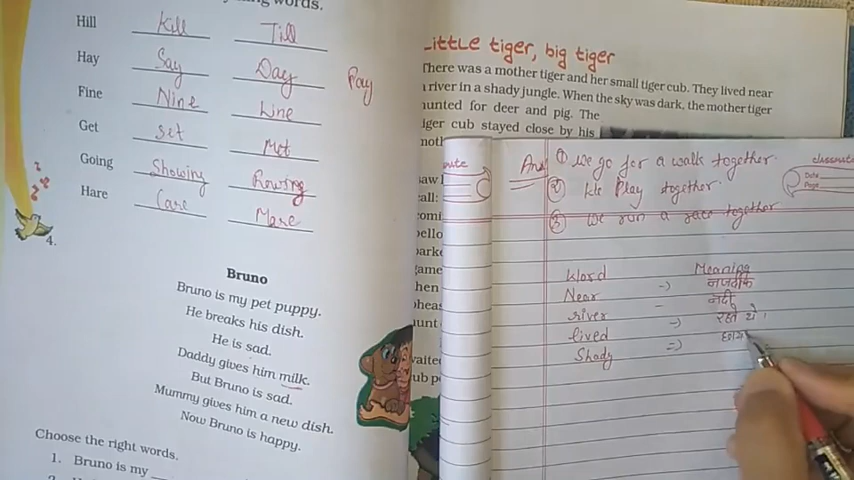 words.
Hill Kill Till
Hay Say Day Pay
Fine Nine Line
Get Set Met
Going Showing Rowing
Hare Care Mare
4.
Bruno
Bruno is my pet puppy.
He breaks his dish.
He is sad.
Daddy gives him milk.
But Bruno is sad.
Mummy gives him a new dish.
Now Bruno is happy.
Choose the right words.
1. Bruno is my
Little tiger, big tiger
There was a mother tiger and her small tiger cub. They lived near
a river in a shady jungle. When the sky was dark, the mother tiger
hunted for deer and pig. The
tiger cub stayed close by his
Ans ① we go for a walk together.
② We Play together.
③ We run a race together
classmate
Date
Page
Word Meaning
Near -) नजदीक
river - नदी
lived -) रहते थे।
Shady =)